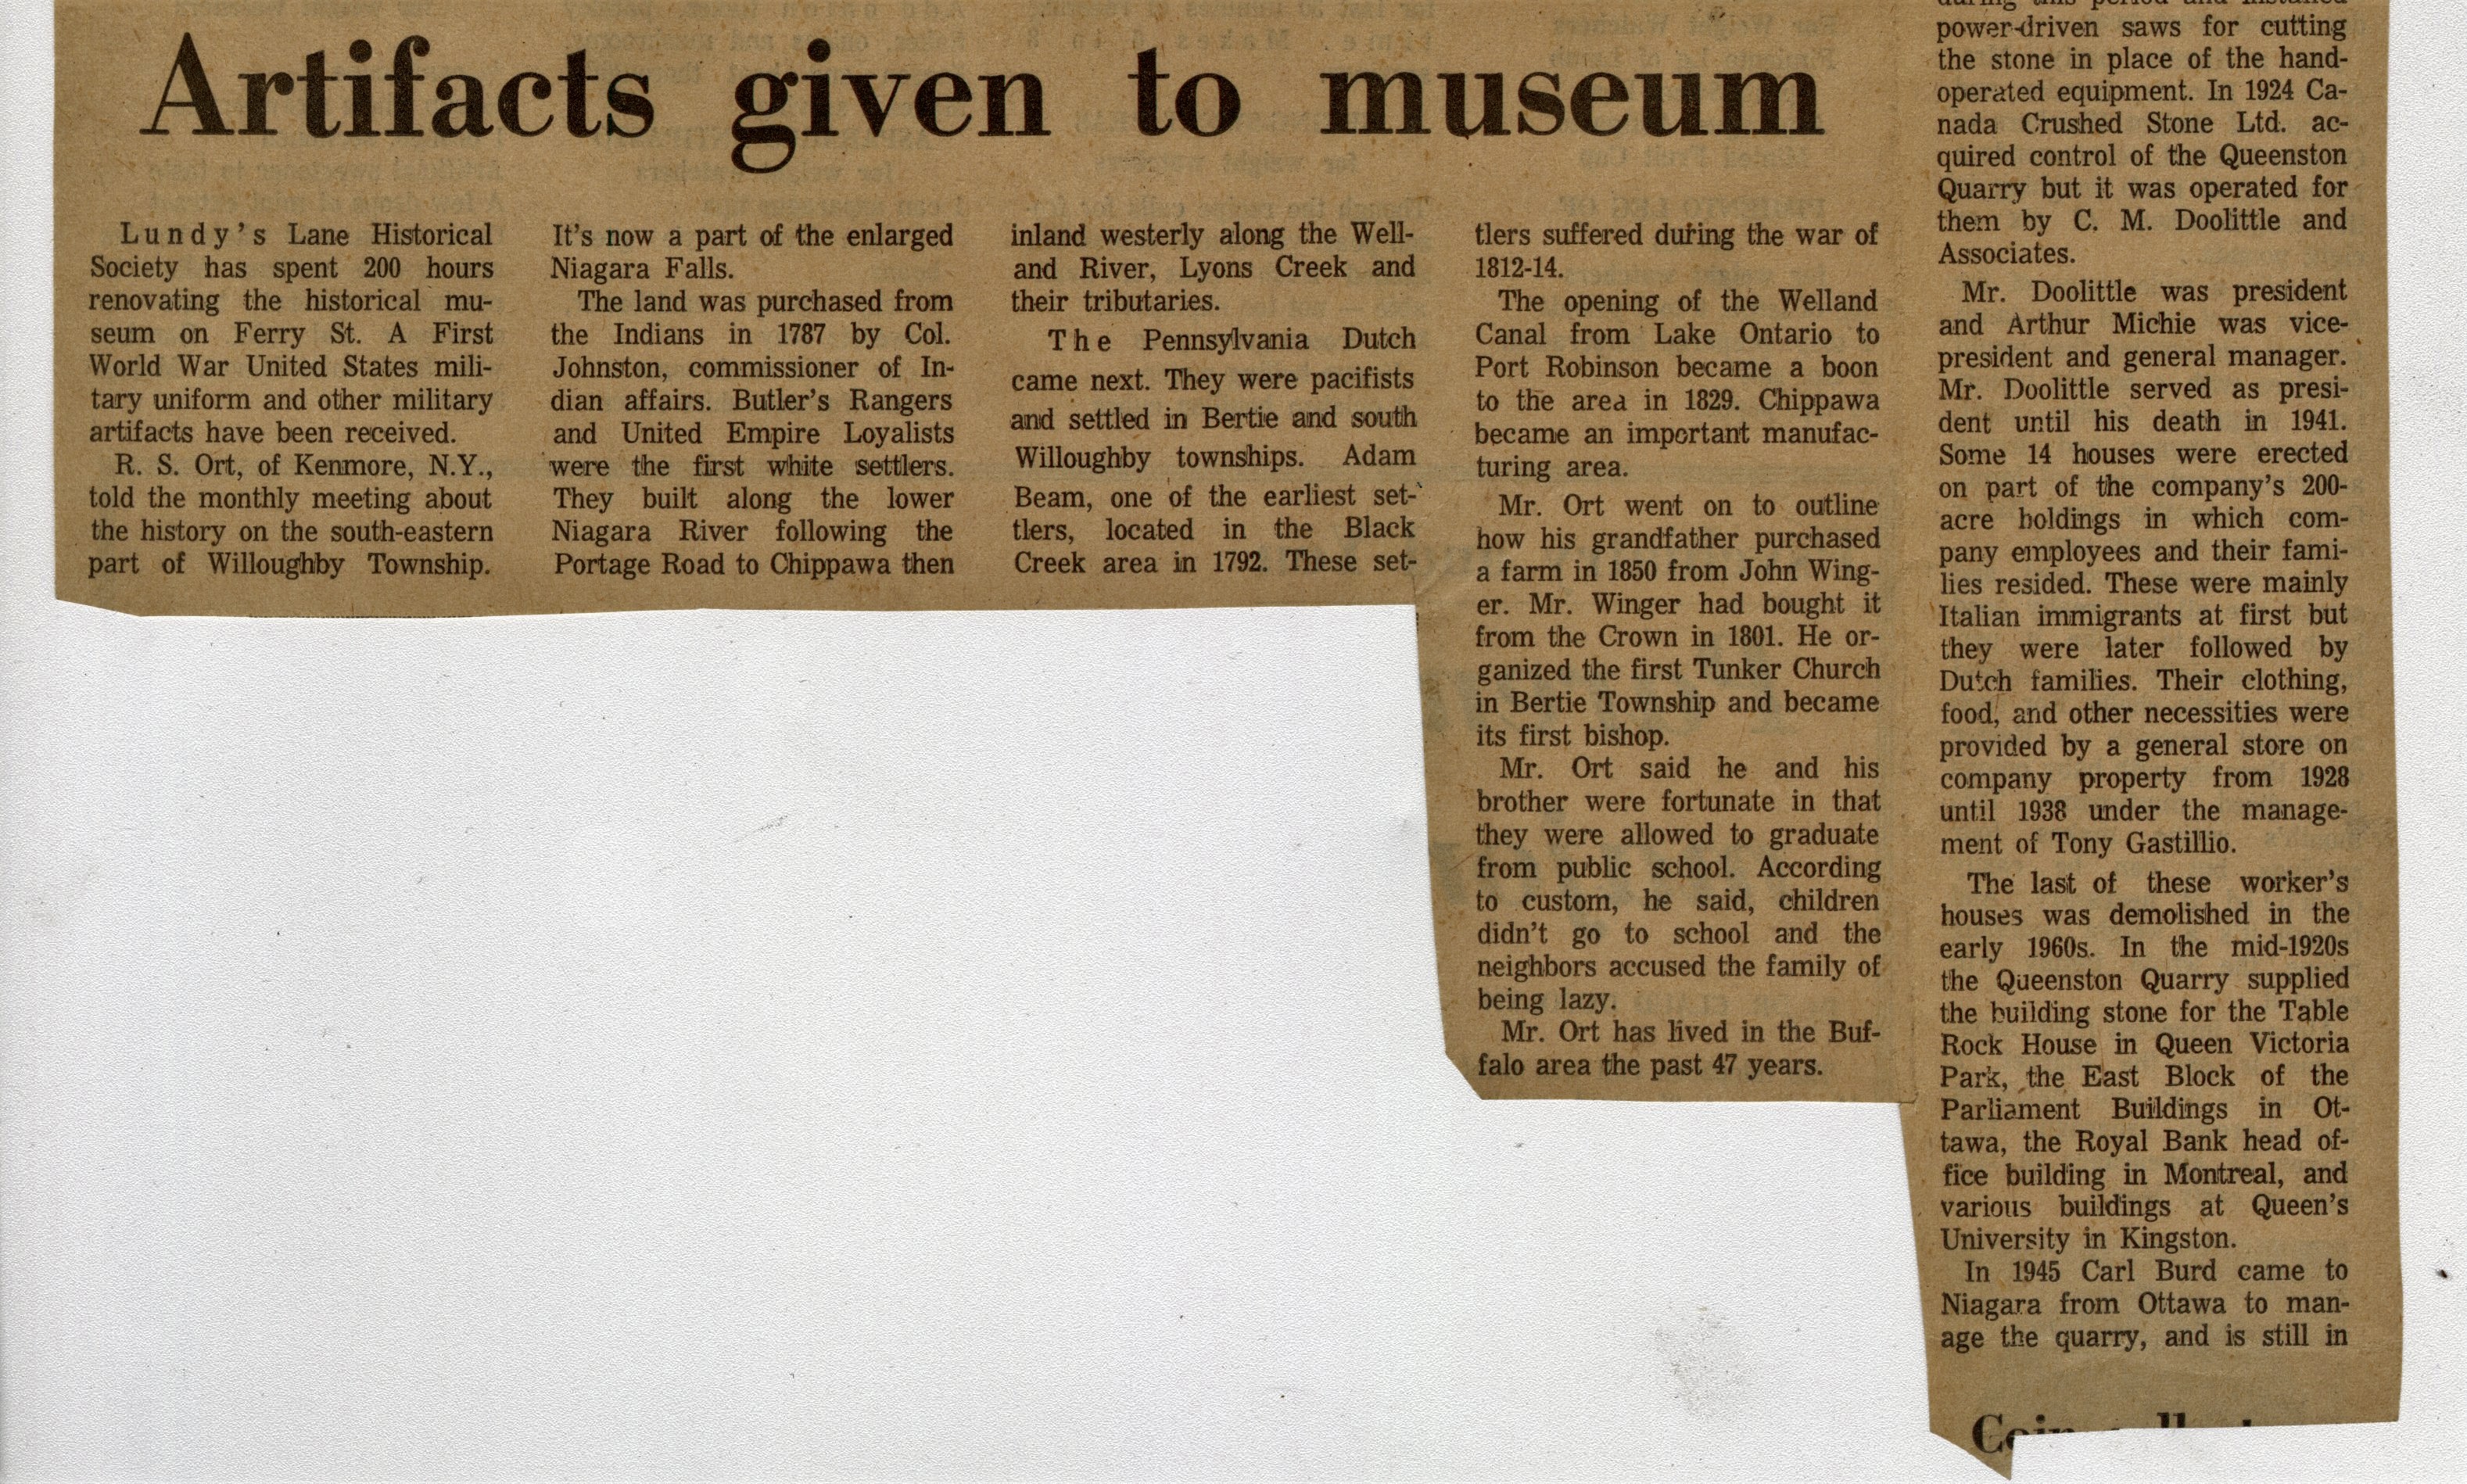 Artifacts given to museum
Lundy's Lane Historical
Society has spent 200 hours
renovating the historical mu-
seum on Ferry St. A First
World War United States mili-
tary uniform and other military
artifacts have been received.
R. S. Ort, of Kenmore, N.Y.,
told the monthly meeting about
the history on the south-eastern
part of Willoughby Township.
It's now a part of the enlarged
Niagara Falls.
The land was purchased from
the Indians in 1787 by Col.
Johnston, commissioner of In-
dian affairs. Butler's Rangers
and United Empire Loyalists
were the first white settlers.
They built along the lower
Niagara River following the
Portage Road to Chippawa then
inland westerly along the Well-
and River, Lyons Creek and
their tributaries.
The Pennsylvania Dutch
came next. They were pacifists
and settled in Bertie and south
Willoughby townships. Adam
Beam, one of the earliest set-
tlers, located in the Black
Creek area in 1792. These set-
tlers suffered during the war of
1812-14.
The opening of the Welland
Canal from Lake Ontario to
Port Robinson became a boon
to the area in 1829. Chippawa
became an important manufac-
turing area.
Mr. Ort went on to outline
how his grandfather purchased
a farm in 1850 from John Wing-
er. Mr. Winger had bought it
from the Crown in 1801. He or-
ganized the first Tunker Church
in Bertie Township and became
its first bishop.
Mr. Ort said he and his
brother were fortunate in that
they were allowed to graduate
from public school. According
to custom, he said, children
didn't go to school and the
neighbors accused the family of
being lazy.
Mr. Ort has lived in the Buf-
falo area the past 47 years.
during this period and installed
power-driven saws for cutting
the stone in place of the hand-
operated equipment. In 1924 Ca-
nada Crushed Stone Ltd. ac-
quired control of the Queenston
Quarry but it was operated for
them by C. M. Doolittle and
Associates.
Mr. Doolittle was president
and Arthur Michie was vice-
president and general manager.
Mr. Doolittle served as presi-
dent until his death in 1941.
Some 14 houses were erected
on part of the company's 200-
acre holdings in which com-
pany employees and their fami-
lies resided. These were mainly
Italian immigrants at first but
they were later followed by
Dutch families. Their clothing,
food, and other necessities were
provided by a general store on
company property from 1928
until 1938 under the manage-
ment of Tony Gastillio.
The last of these worker's
houses was demolished in the
early 1960s. In the mid-1920s
the Queenston Quarry supplied
the building stone for the Table
Rock House in Queen Victoria
Park, the East Block of the
Parliament Buildings in Ot-
tawa, the Royal Bank head of-
fice building in Montreal, and
various buildings at Queen's
University in Kingston.
In 1945 Carl Burd came to
Niagara from Ottawa to man-
age the quarry, and is still in